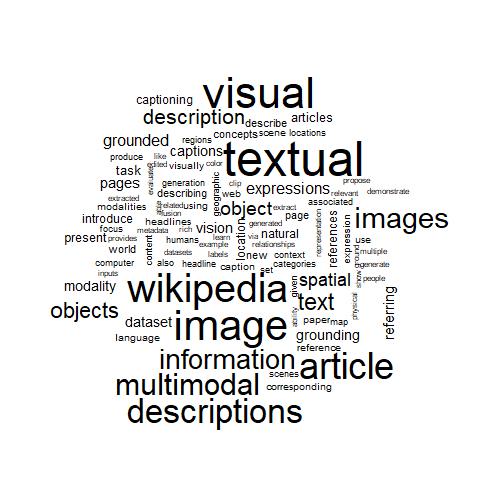 visual
captioning
description
describe
articles
concepts
scene
locations
grounded
regions
captions
textual
produce
like
task
edited
visually
color
evaluated
pages
generation
clip
expressions
propose
relevant
demonstrate
extracted
describing
web
geographic
associated
modalities
related
using
object
extract
page
introduce
headlines
fusion
images
focus
metadata
rich
vision
location
generated
natural
representation
references
expression
present
provides
content
humans
learn
via
use
example
relationships
ground
multiple
world
datasets
labels
new
context
computer
also
headline
caption
set
categories
generate
inputs
show
people
modality
wikipedia
given
spatial
physical
text
objects
dataset
image
ability
paper
map
referring
language
grounding
reference
information
article
scenes
multimodal
corresponding
descriptions